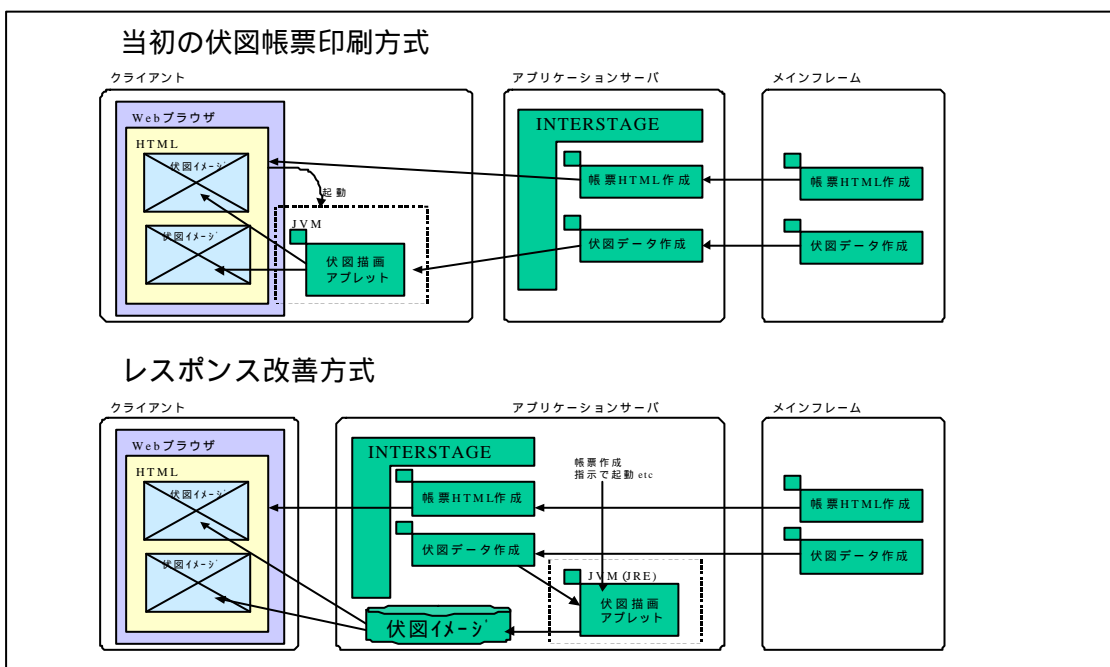 当初の伏図帳票印刷方式
クライアント
アプリケーションサーバ
メインフレーム
Webブラウザ
HTML
伏図イメージ
伏図イメージ
起動
JVM
伏図描画
アプレット
INTERSTAGE
帳票HTML作成
伏図データ作成
帳票HTML作成
伏図データ作成
レスポンス改善方式
クライアント
アプリケーションサーバ
メインフレーム
Webブラウザ
HTML
伏図イメージ
伏図イメージ
INTERSTAGE
帳票作成
指示で起動 etc
帳票HTML作成
伏図データ作成
JVM (JRE)
伏図描画
アプレット
伏図イメージ
帳票HTML作成
伏図データ作成